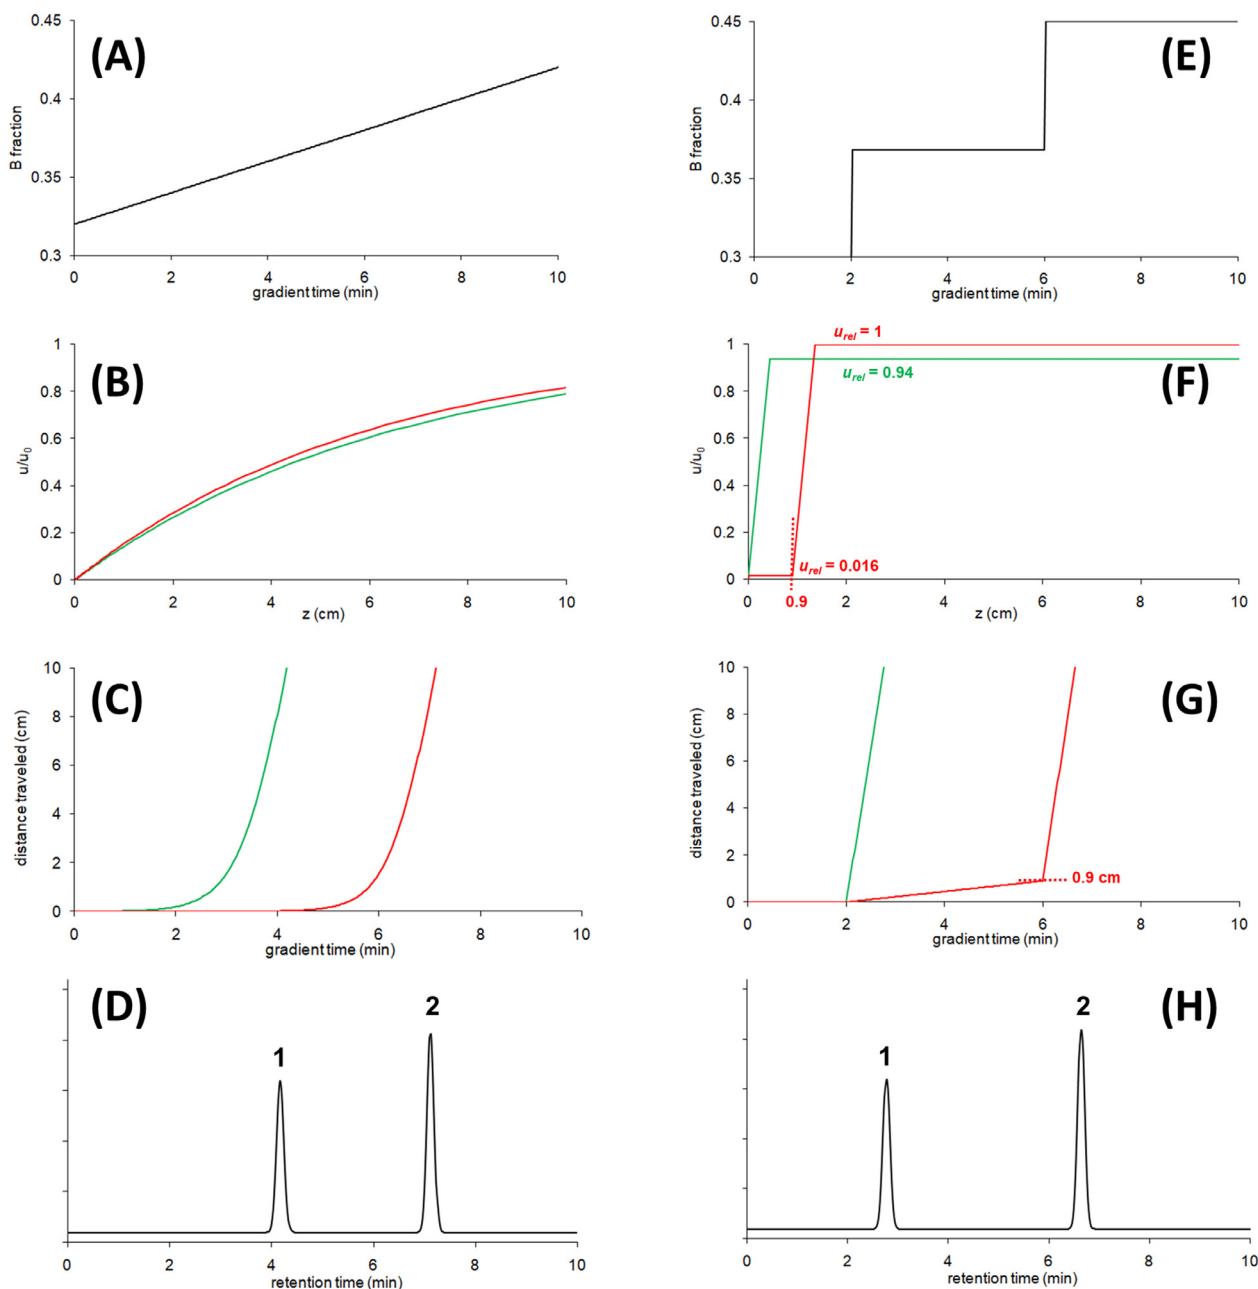 (A)
0.45
0.4
0.35
0.3
B fraction
0 2 4 6 8 10
gradient time (min)
(E)
0.45
0.4
0.35
0.3
B fraction
0 2 4 6 8 10
gradient time (min)
(B)
1
0.8
0.6
0.4
0.2
0
u/u0
0 2 4 6 8 10
z (cm)
(F)
urel = 1
urel = 0.94
urel = 0.016
0.9
1
0.8
0.6
0.4
0.2
0
u/u0
0 2 4 6 8 10
z (cm)
(C)
10
8
6
4
2
0
distance traveled (cm)
0 2 4 6 8 10
gradient time (min)
(G)
10
8
6
4
2
0
distance traveled (cm)
0.9 cm
0 2 4 6 8 10
gradient time (min)
(D)
1
2
0 2 4 6 8 10
retention time (min)
(H)
1
2
0 2 4 6 8 10
retention time (min)